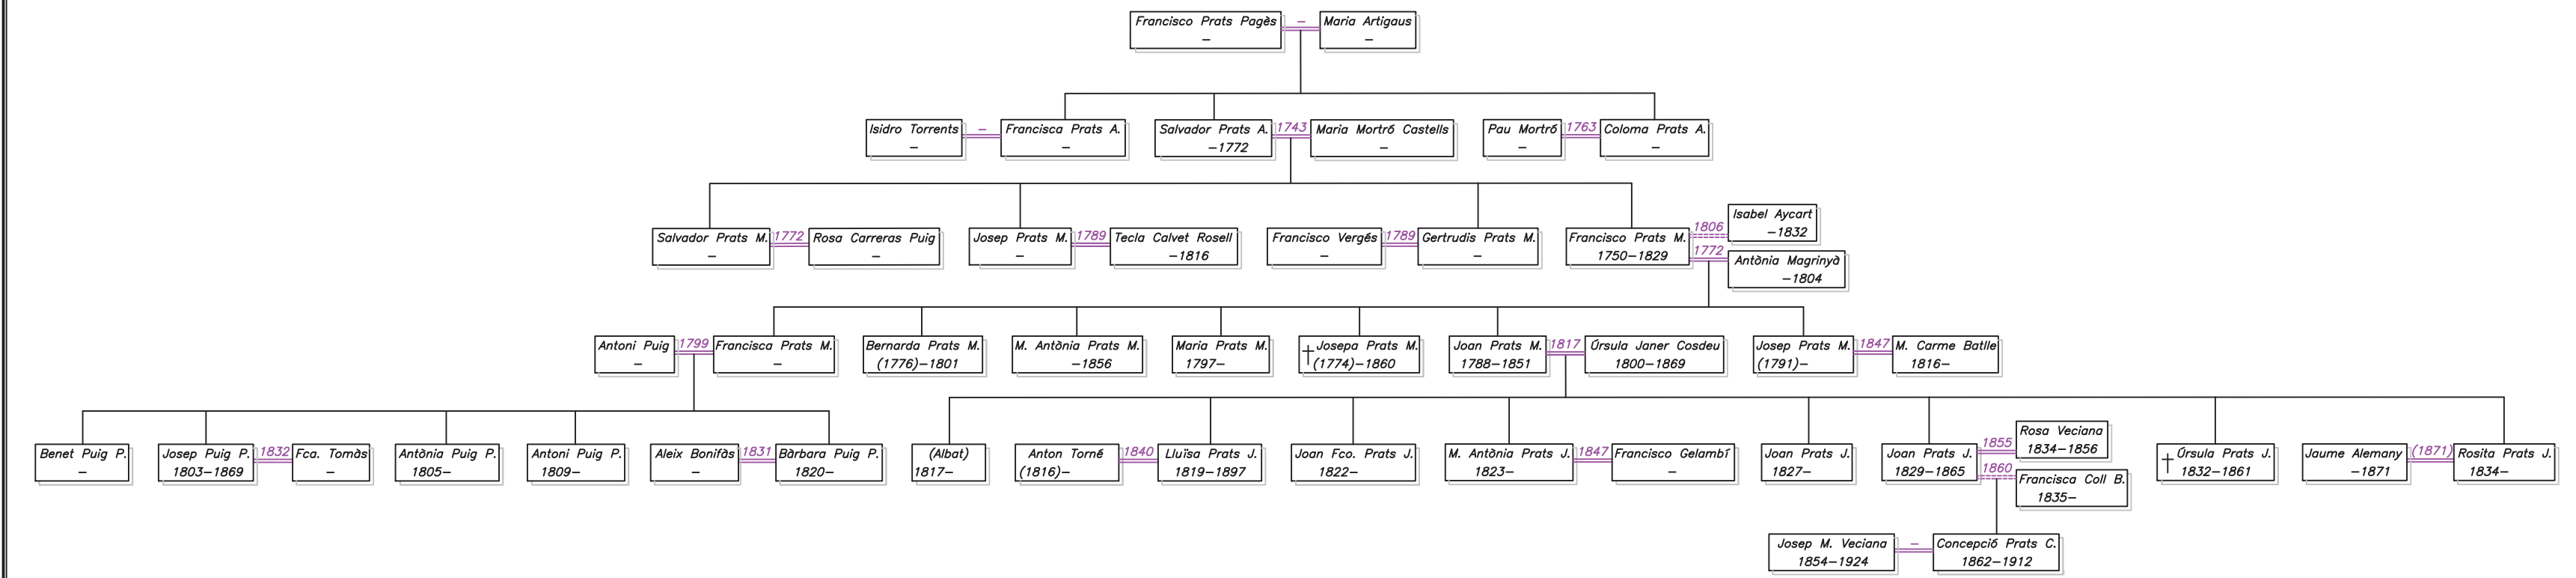 Francisco Prats Pagès – Maria Artigaus
– –
Isidro Torrents – Francisca Prats A. Salvador Prats A. 1743 Maria Mortró Castells Pau Mortró 1763 Coloma Prats A.
– – –1772 – – –
Isabel Aycart
–1832
Salvador Prats M. 1772 Rosa Carreras Puig Josep Prats M. 1789 Tecla Calvet Rosell Francisco Vergés 1789 Gertrudis Prats M. Francisco Prats M. 1806
– – – –1816 – – 1750–1829 1772
Antònia Magrinyà
–1804
Antoni Puig 1799 Francisca Prats M. Bernarda Prats M. M. Antònia Prats M. Maria Prats M. †Josepa Prats M. Joan Prats M. 1817 Úrsula Janer Cosdeu Josep Prats M. 1847 M. Carme Batlle
– – (1776)–1801 –1856 1797– (1774)–1860 1788–1851 1800–1869 (1791)– 1816–
Rosa Veciana
1834–1856
Benet Puig P. Josep Puig P. 1832 Fca. Tomàs Antònia Puig P. Antoni Puig P. Aleix Bonifàs 1831 Bàrbara Puig P. (Albat) Anton Torné 1840 Lluïsa Prats J. Joan Fco. Prats J. M. Antònia Prats J. 1847 Francisco Gelambí Joan Prats J. Joan Prats J. 1855 † Úrsula Prats J. Jaume Alemany (1871) Rosita Prats J.
– 1803–1869 – 1805– 1809– – 1820– 1817– (1816)– 1819–1897 1822– 1823– – 1827– 1829–1865 1860 1832–1861 –1871 1834–
Francisca Coll B.
1835–
Josep M. Veciana – Concepció Prats C.
1854–1924 1862–1912